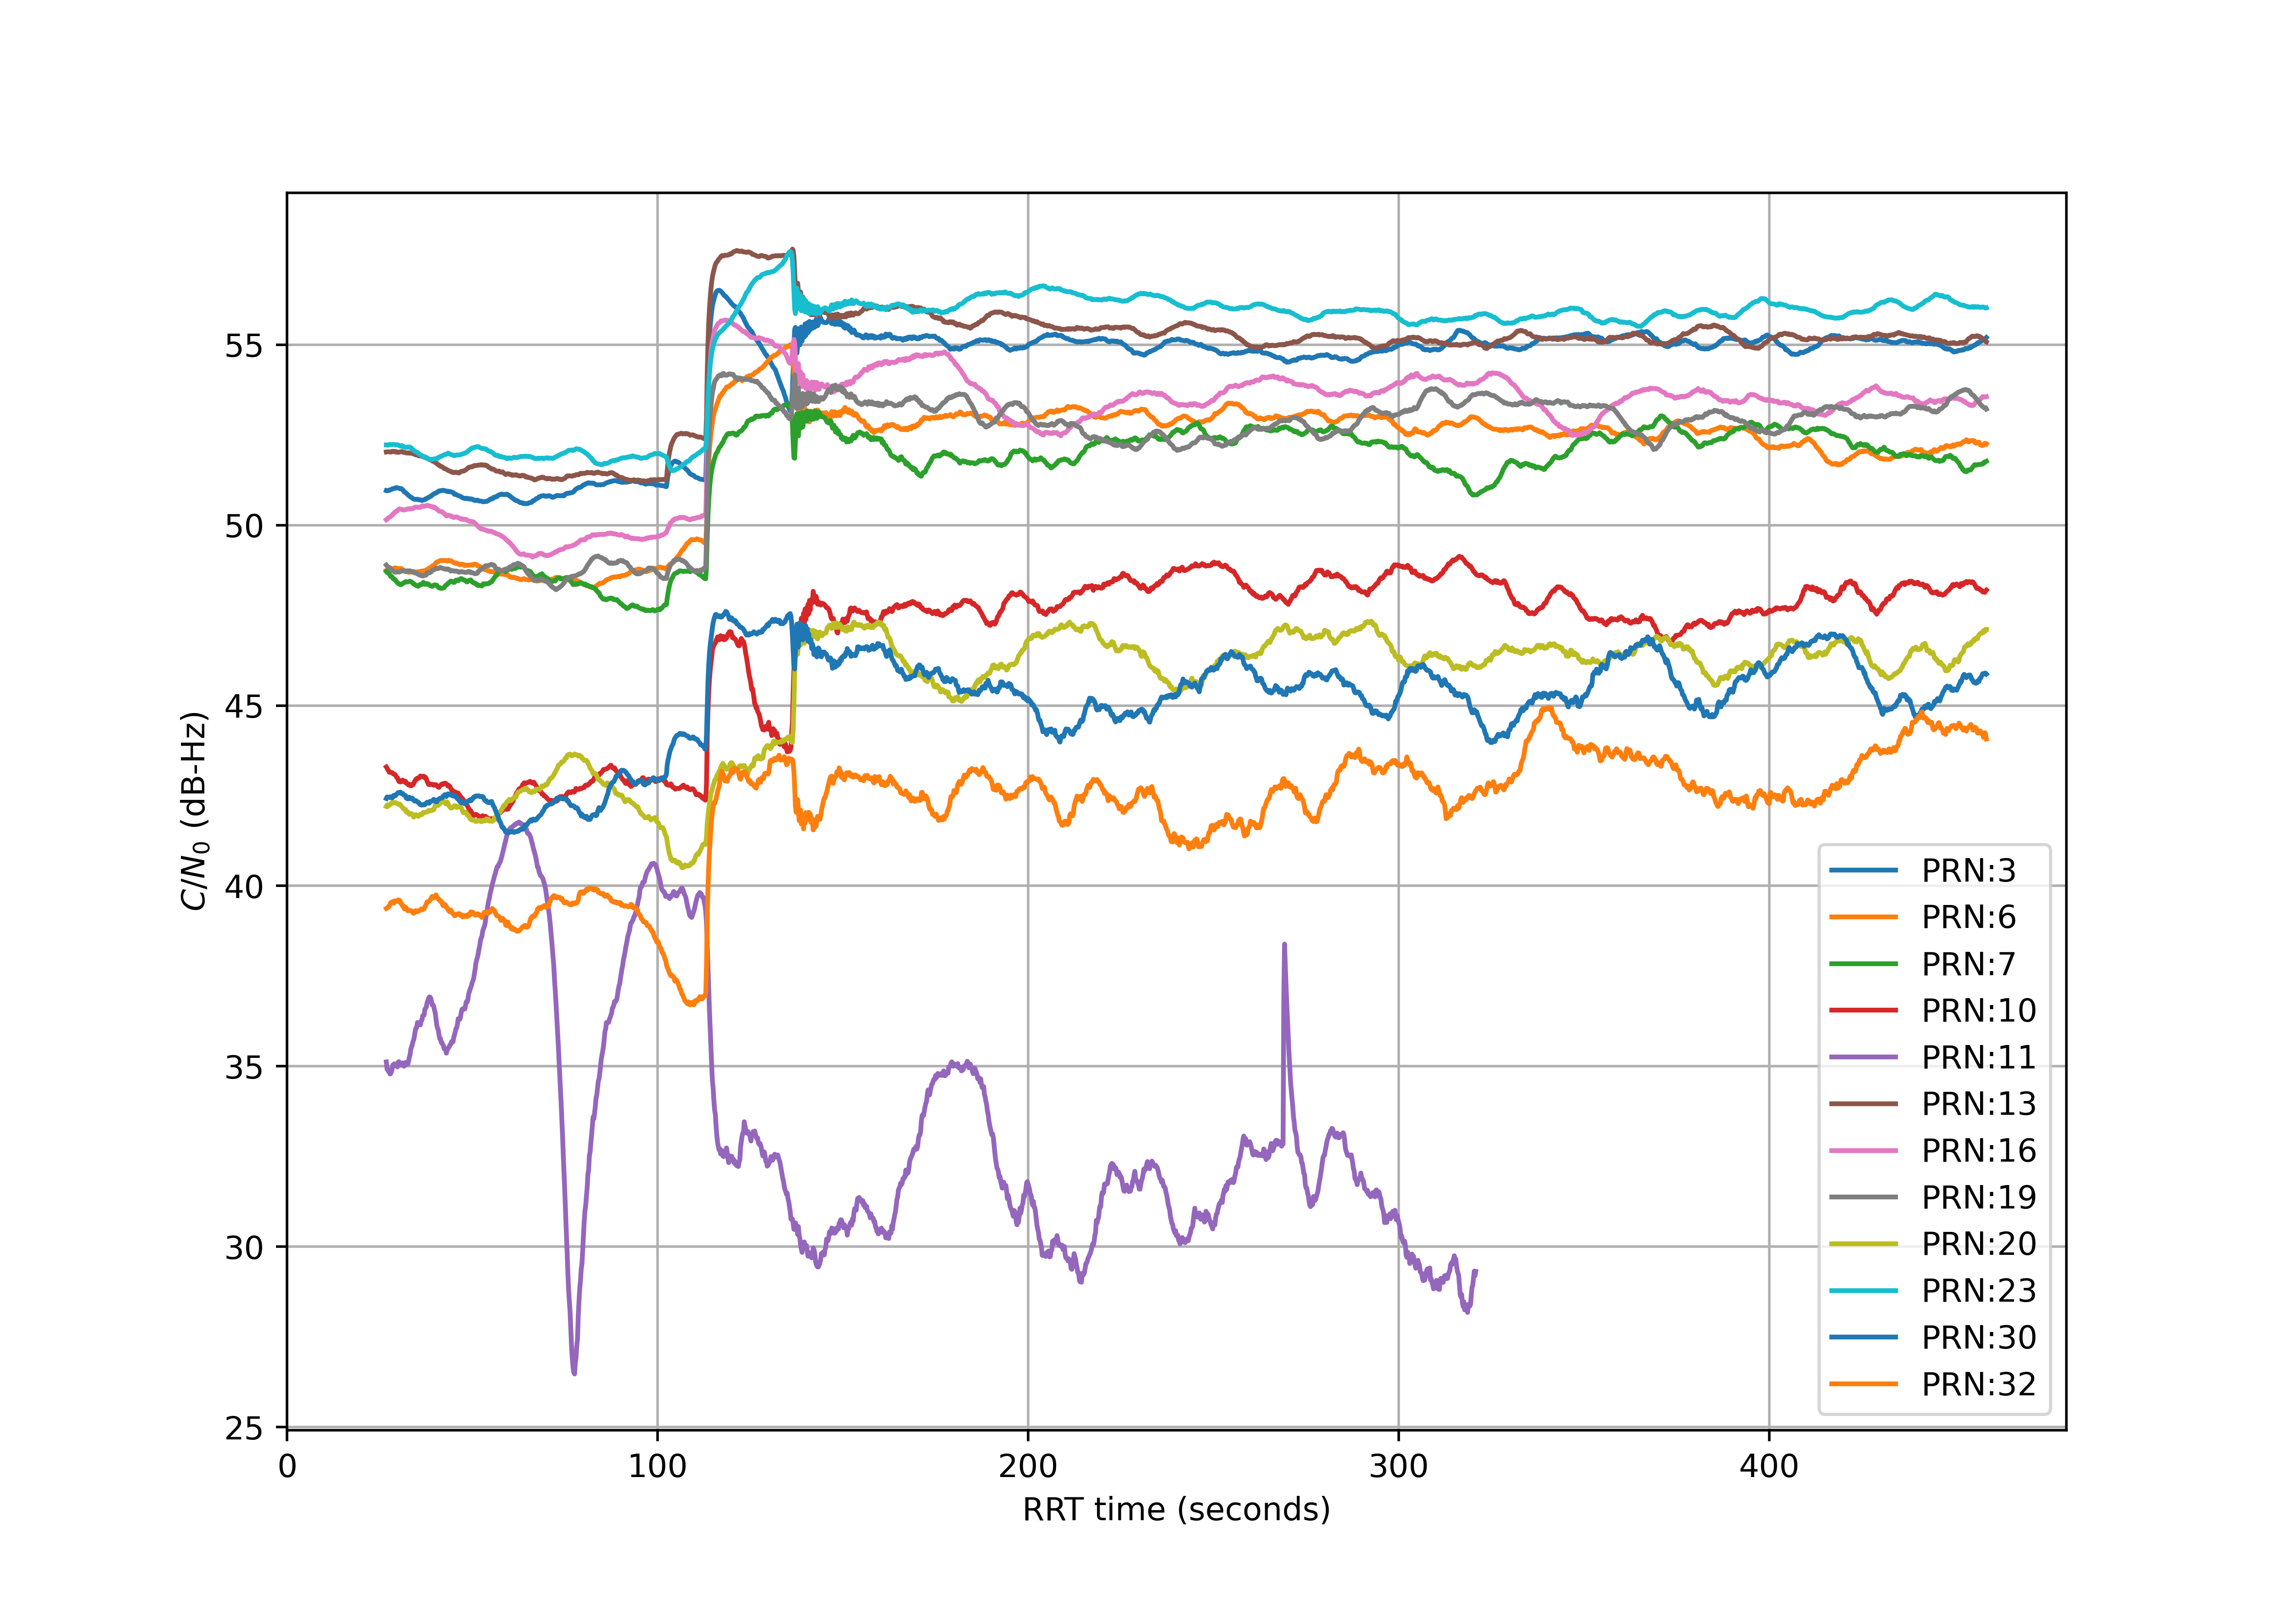 55
50
45
40
35
30
25
C/N0 (dB-Hz)
0 100 200 300 400
RRT time (seconds)
PRN:3
PRN:6
PRN:7
PRN:10
PRN:11
PRN:13
PRN:16
PRN:19
PRN:20
PRN:23
PRN:30
PRN:32